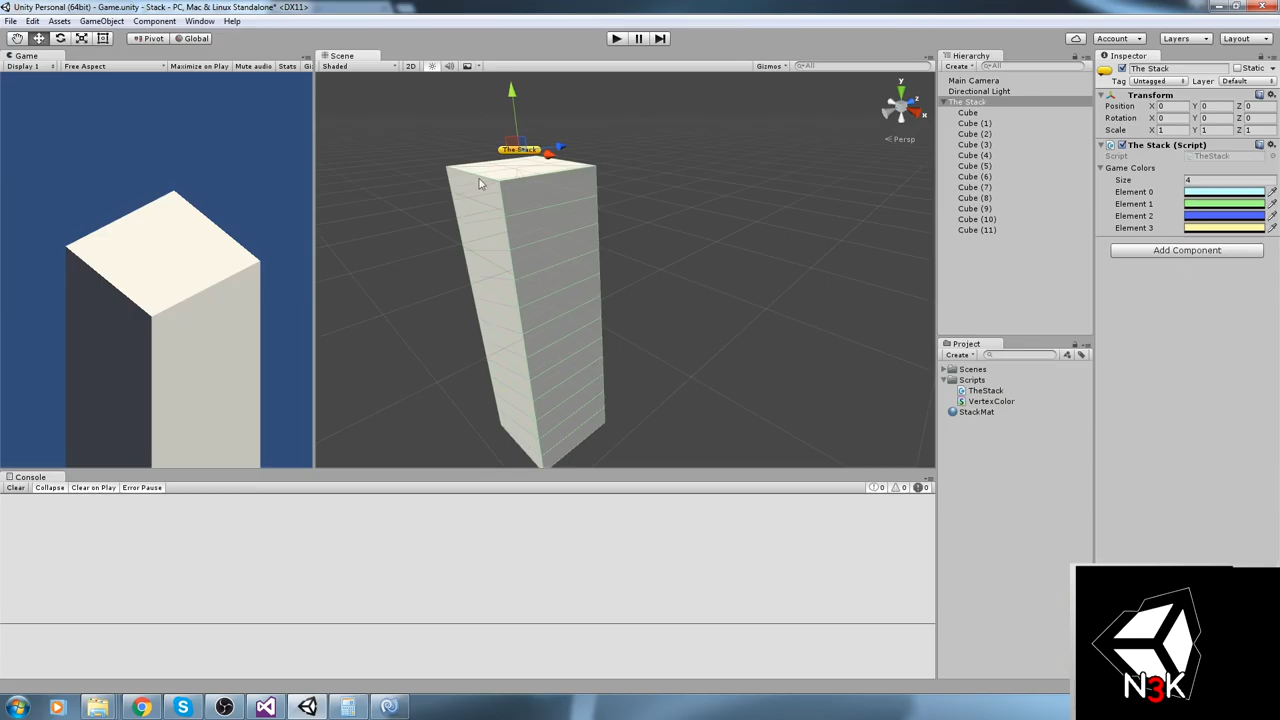 Unity Personal (64bit) - Game.unity - Stack - PC, Mac & Linux Standalone* <DX11>
File Edit Assets GameObject Component Window Help
Pivot Global Account Layers Layout
Game Scene Hierarchy Inspector
Display 1 Free Aspect Maximize on Play Mute audio Stats Gi
Shaded 2D Gizmos All
Create All
Main Camera
Directional Light
The Stack
Cube
Cube (1)
Cube (2)
Cube (3)
Cube (4)
Cube (5)
Cube (6)
Cube (7)
Cube (8)
Cube (9)
Cube (10)
Cube (11)
The Stack Static
Tag Untagged Layer Default
Transform
Position X 0 Y 0 Z 0
Rotation X 0 Y 0 Z 0
Scale X 1 Y 1 Z 1
The Stack (Script)
Script TheStack
Game Colors
Size 4
Element 0
Element 1
Element 2
Element 3
Add Component
y
z
x
Persp
The Stack
Project
Create
Scenes
Scripts
TheStack
VertexColor
StackMat
Console
Clear Collapse Clear on Play Error Pause 0 0 0
N3K